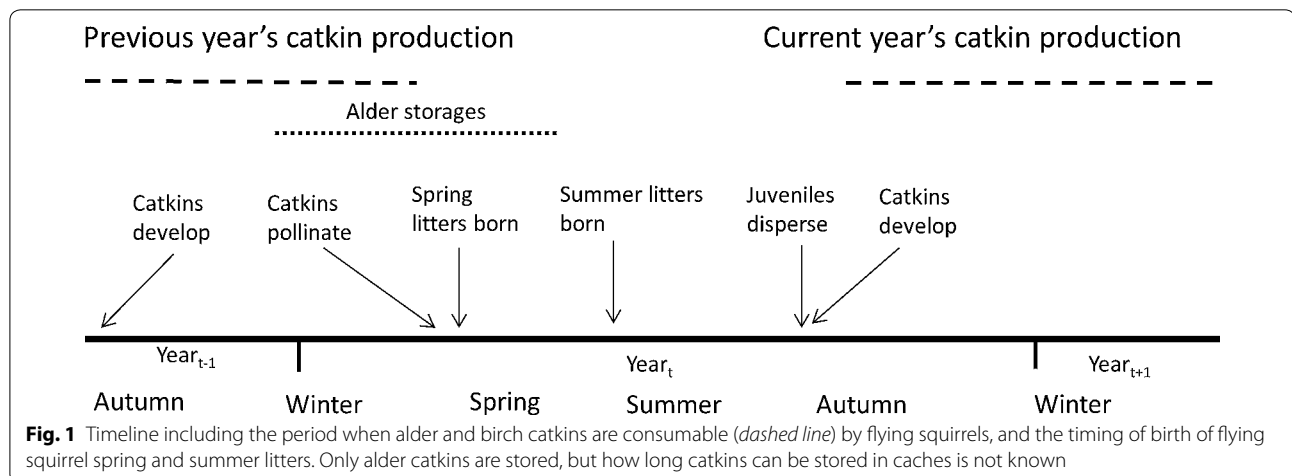 Previous year's catkin production
Current year's catkin production
Alder storages
Catkins
develop
Catkins
pollinate
Spring
litters born
Summer litters
born
Juveniles
disperse
Catkins
develop
Year t-1
Year t
Year t+1
Autumn
Winter
Spring
Summer
Autumn
Winter
Fig. 1 Timeline including the period when alder and birch catkins are consumable (dashed line) by flying squirrels, and the timing of birth of flying
squirrel spring and summer litters. Only alder catkins are stored, but how long catkins can be stored in caches is not known